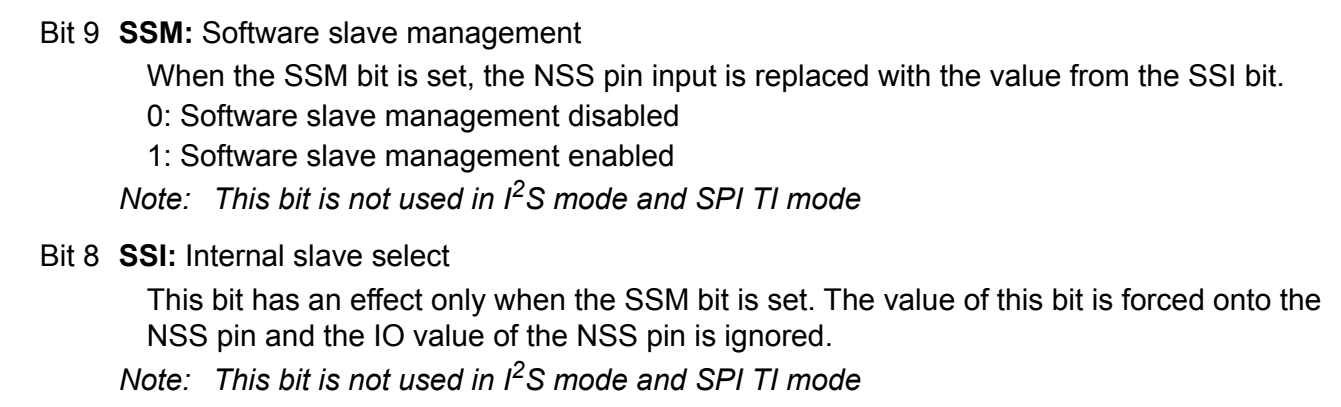 Bit 9 SSM: Software slave management
When the SSM bit is set, the NSS pin input is replaced with the value from the SSI bit.
0: Software slave management disabled
1: Software slave management enabled
Note: This bit is not used in I²S mode and SPI TI mode
Bit 8 SSI: Internal slave select
This bit has an effect only when the SSM bit is set. The value of this bit is forced onto the
NSS pin and the IO value of the NSS pin is ignored.
Note: This bit is not used in I²S mode and SPI TI mode